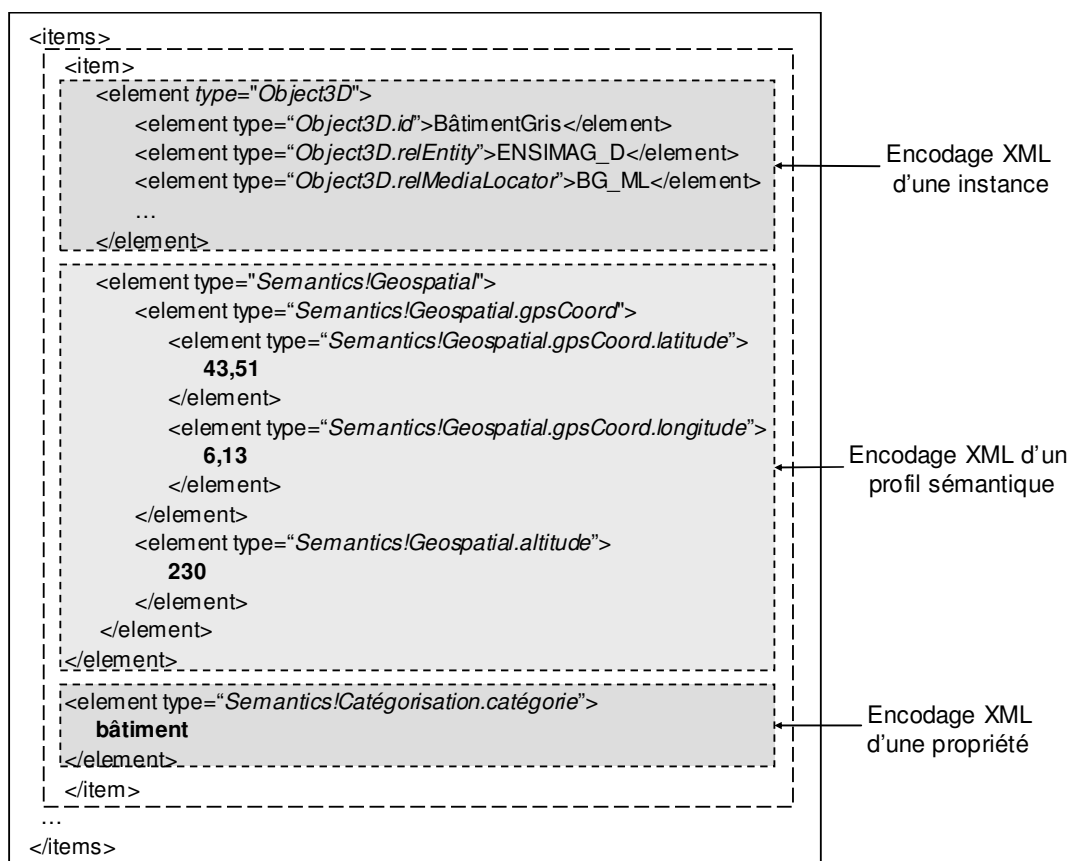 <items>
<item>
<element type="Object3D">
<element type=“Object3D.id”>BâtimentGris</element>
<element type=“Object3D.relEntity”>ENSIMAG_D</element>
<element type=“Object3D.relMediaLocator”>BG_ML</element>
…
</element>
Encodage XML
d’une instance
<element type="Semantics!Geospatial">
<element type=“Semantics!Geospatial.gpsCoord">
<element type=“Semantics!Geospatial.gpsCoord.latitude”>
43,51
</element>
<element type=“Semantics!Geospatial.gpsCoord.longitude”>
6,13
</element>
</element>
<element type=“Semantics!Geospatial.altitude”>
230
</element>
</element>
</element>
Encodage XML d’un
profil sémantique
<element type=“Semantics!Catégorisation.catégorie”>
bâtiment
</element>
Encodage XML
d’une propriété
</item>
…
</items>